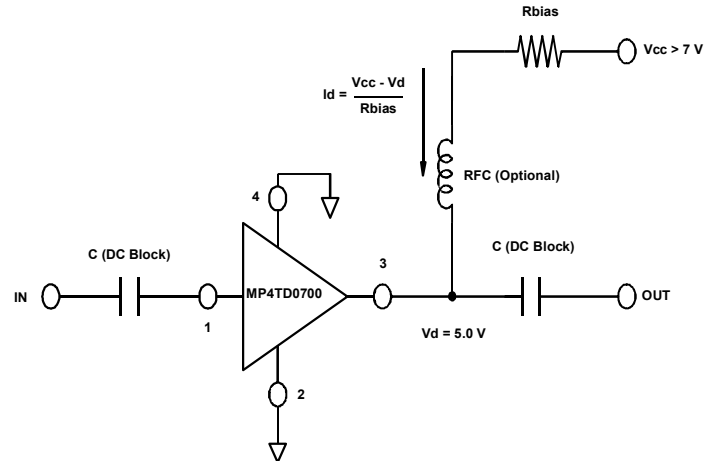 Rbias
Vcc > 7 V
Id = Vcc - Vd
Rbias
RFC (Optional)
4
C (DC Block)
C (DC Block)
3
IN
MP4TD0700
OUT
1
Vd = 5.0 V
2